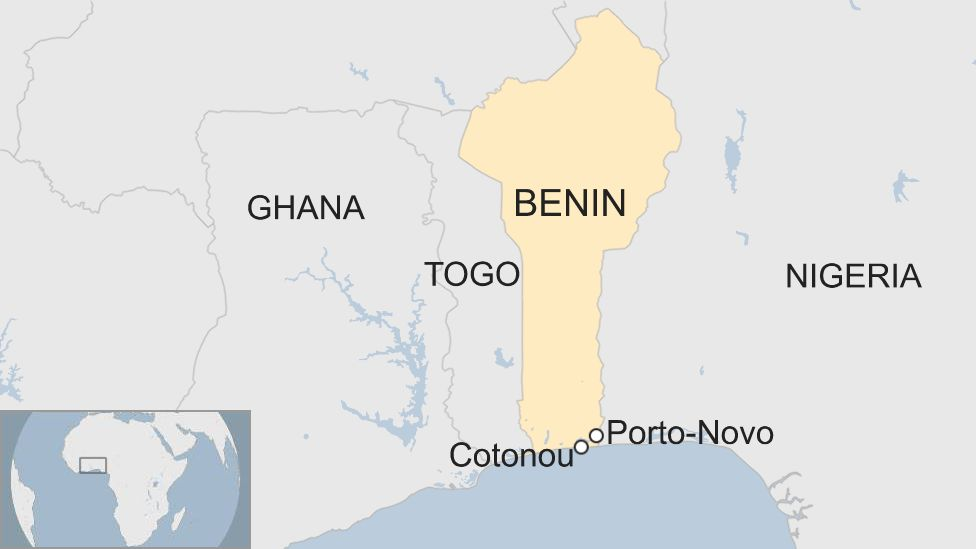 BENIN
GHANA
TOGO
NIGERIA
Porto-Novo
Cotonou